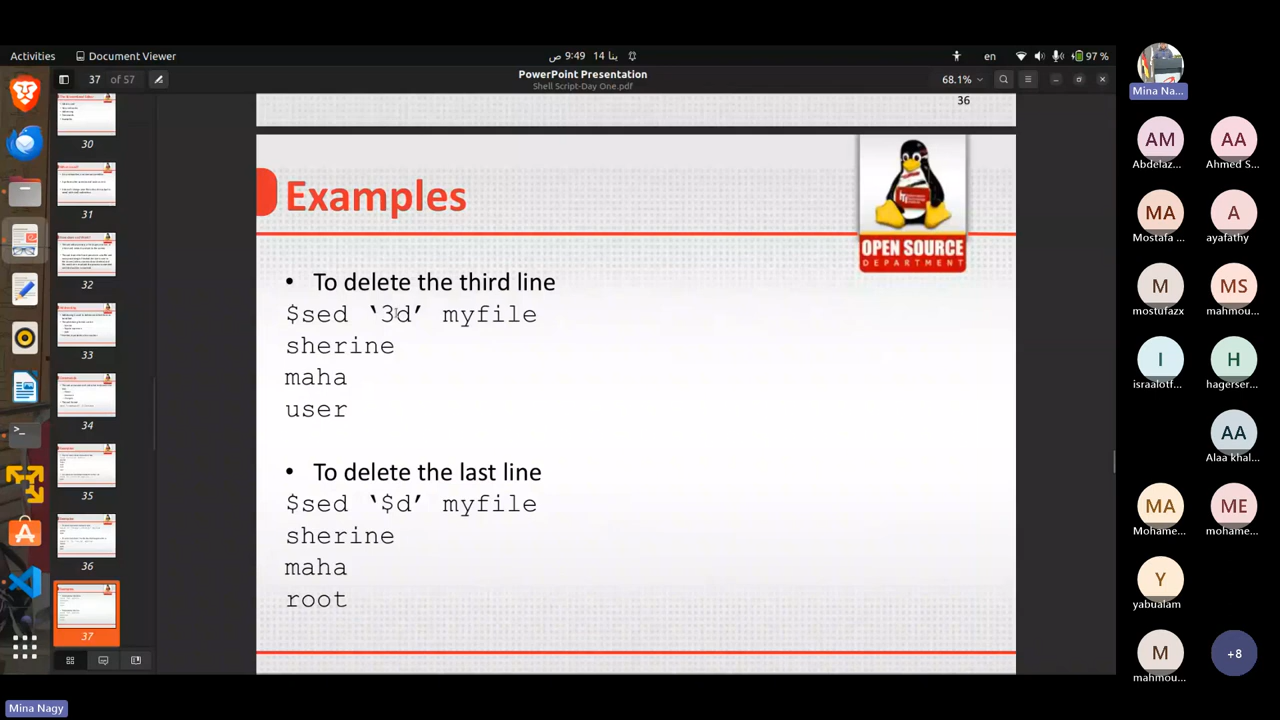 Activities
Document Viewer
9:49 ص
14 يناير
en
97 %
37 of 57
PowerPoint Presentation
Shell Script-Day One.pdf
68.1%
36
30
31
32
33
34
35
36
37
Examples
OPEN SOURCE
DEPARTMENT
• To delete the third line
$sed ‘3d’ myfile
sherine
maha
user
• To delete the last line
$sed ‘$d’ myfile
sherine
maha
root
Mina Na...
AM
Abdelaz...
AA
Ahmed S...
MA
Mostafa ...
A
ayafathy
M
mostufazx
MS
mahmou...
I
israalotf...
H
hagerser...
AA
Alaa khal...
MA
Mohame...
ME
mohame...
Y
yabualam
M
mahmou...
+8
Mina Nagy